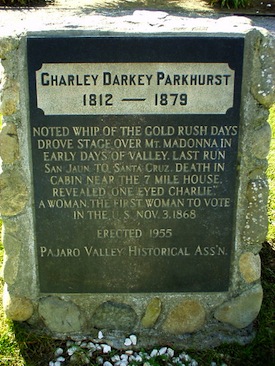 CHARLEY DARKEY PARKHURST
1812 — 1879
NOTED WHIP OF THE GOLD RUSH DAYS
DROVE STAGE OVER MT. MADONNA IN
EARLY DAYS OF VALLEY. LAST RUN
SAN JAUN TO SANTA CRUZ. DEATH IN
CABIN NEAR THE 7 MILE HOUSE,
REVEALED, ONE EYED CHARLIE,
A WOMAN, THE FIRST WOMAN TO VOTE
IN THE U.S. NOV. 3, 1868
ERECTED 1955
PAJARO VALLEY HISTORICAL ASS'N.